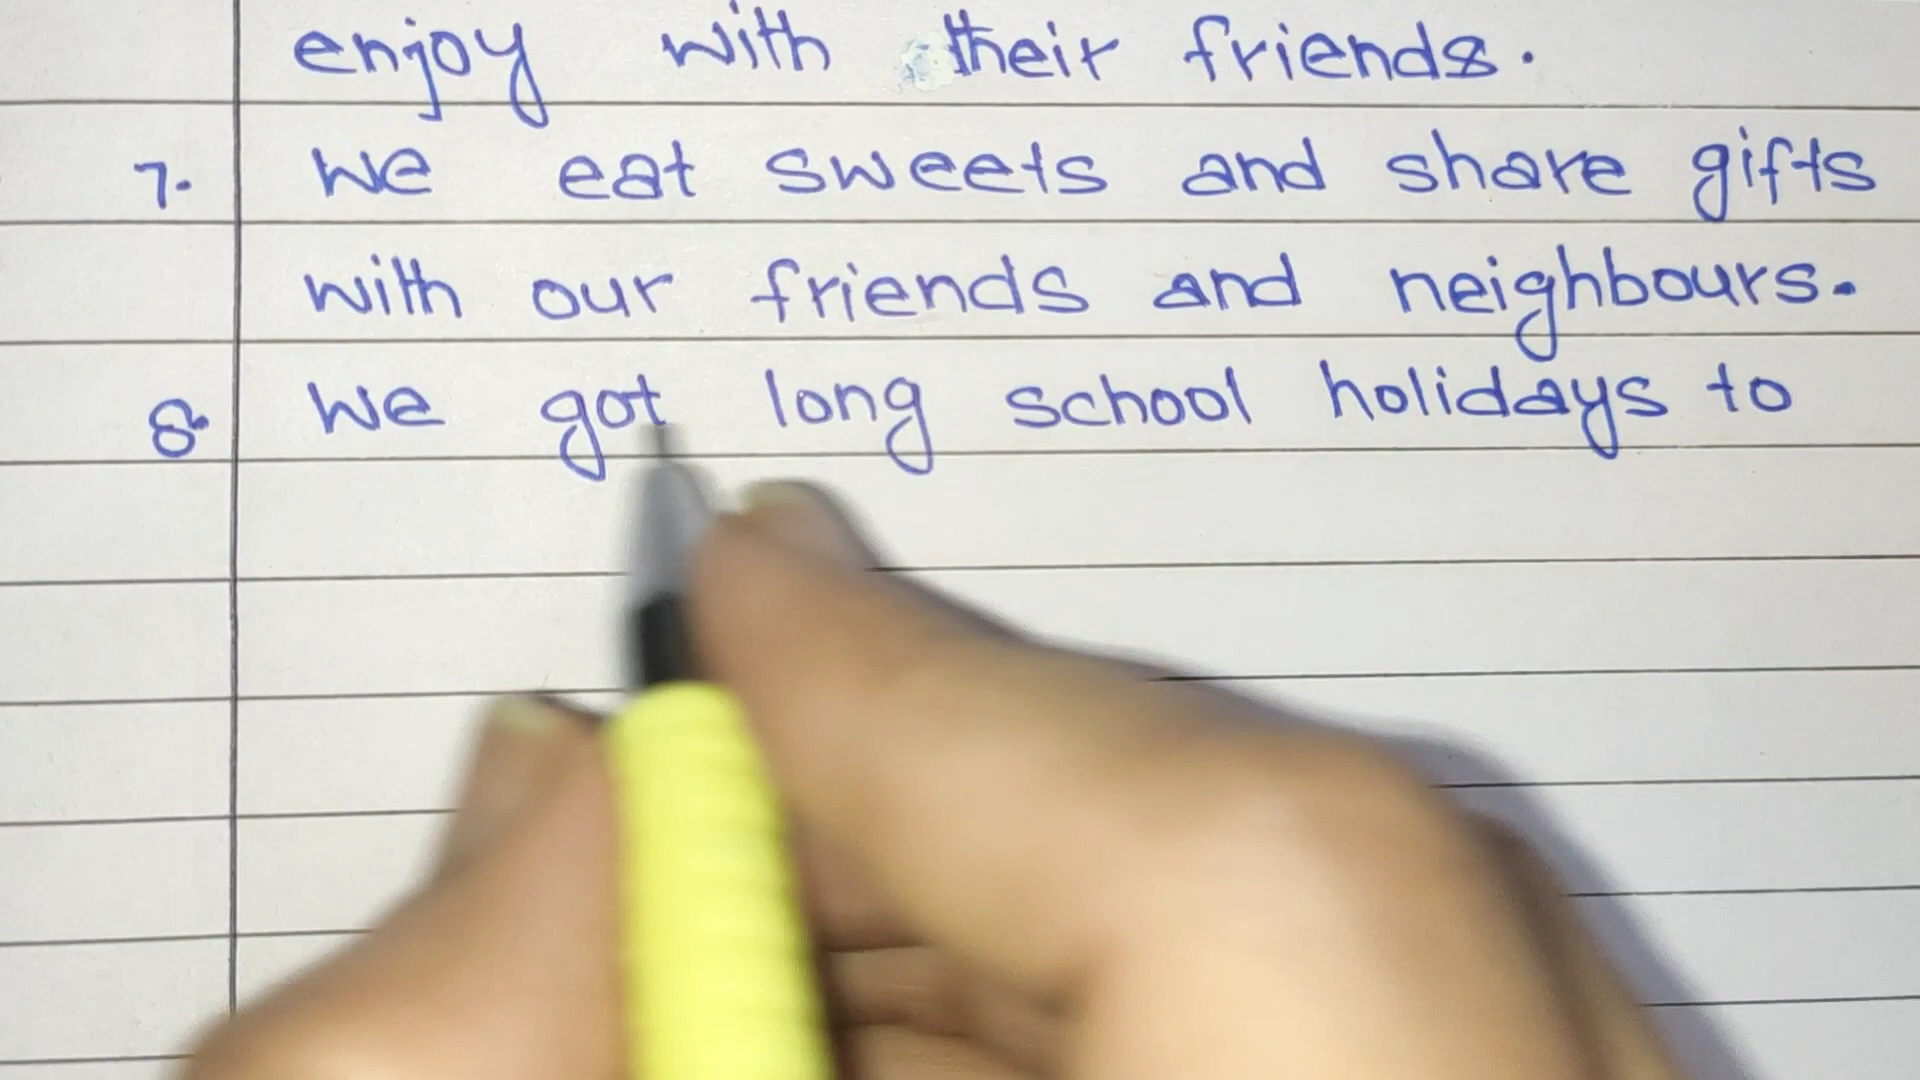 enjoy with their friends.
7. We eat sweets and share gifts
with our friends and neighbours.
8. We got long school holidays to